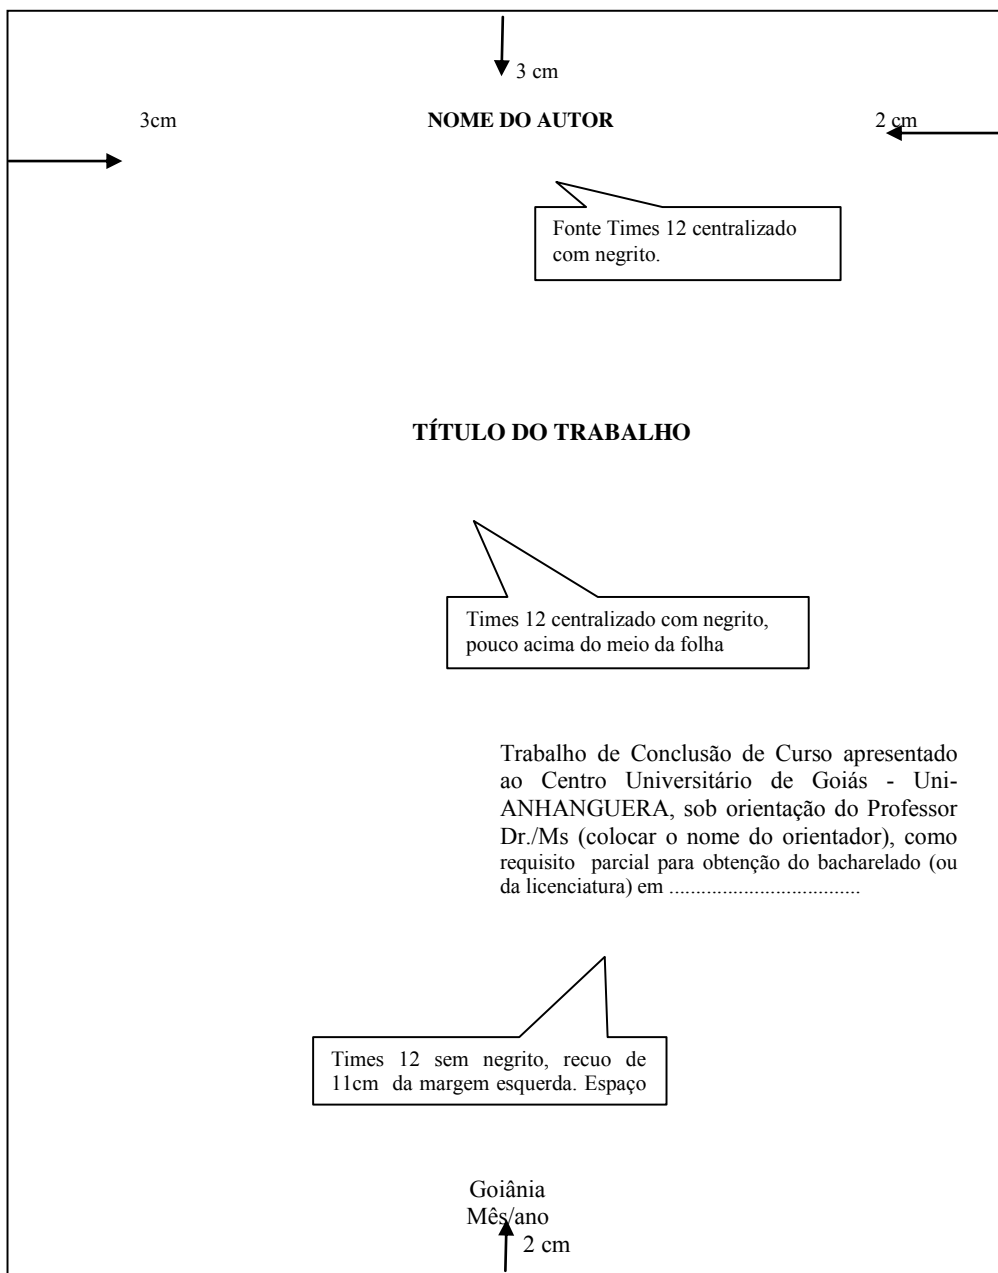 3 cm
3cm NOME DO AUTOR 2 cm
Fonte Times 12 centralizado
com negrito.
TÍTULO DO TRABALHO
Times 12 centralizado com negrito,
pouco acima do meio da folha
Trabalho de Conclusão de Curso apresentado
ao Centro Universitário de Goiás - Uni-
ANHANGUERA, sob orientação do Professor
Dr./Ms (colocar o nome do orientador), como
requisito parcial para obtenção do bacharelado (ou
da licenciatura) em ....................................
Times 12 sem negrito, recuo de
11cm da margem esquerda. Espaço
Goiânia
Mês/ano
2 cm